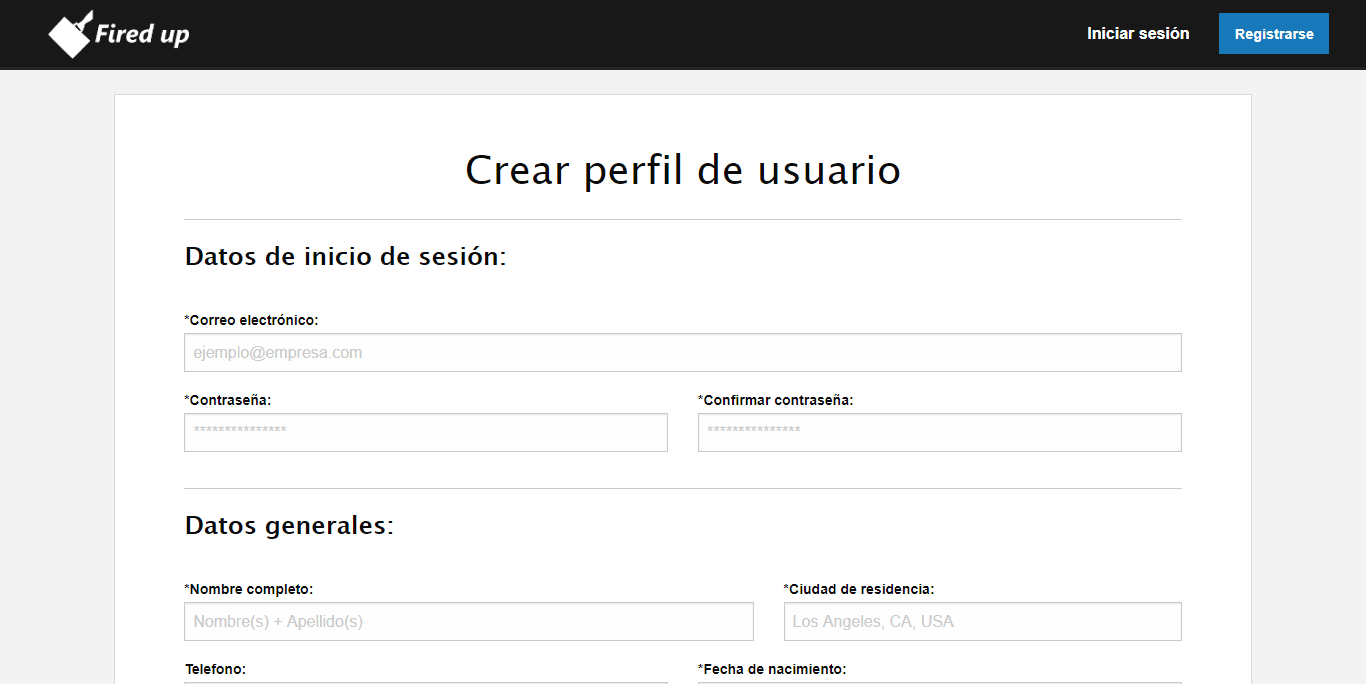 Fired up
Iniciar sesión
Registrarse
Crear perfil de usuario
Datos de inicio de sesión:
*Correo electrónico:
ejemplo@empresa.com
*Contraseña: *Confirmar contraseña:
*************** ***************
Datos generales:
*Nombre completo: *Ciudad de residencia:
Nombre(s) + Apellido(s) Los Angeles, CA, USA
Telefono: *Fecha de nacimiento: